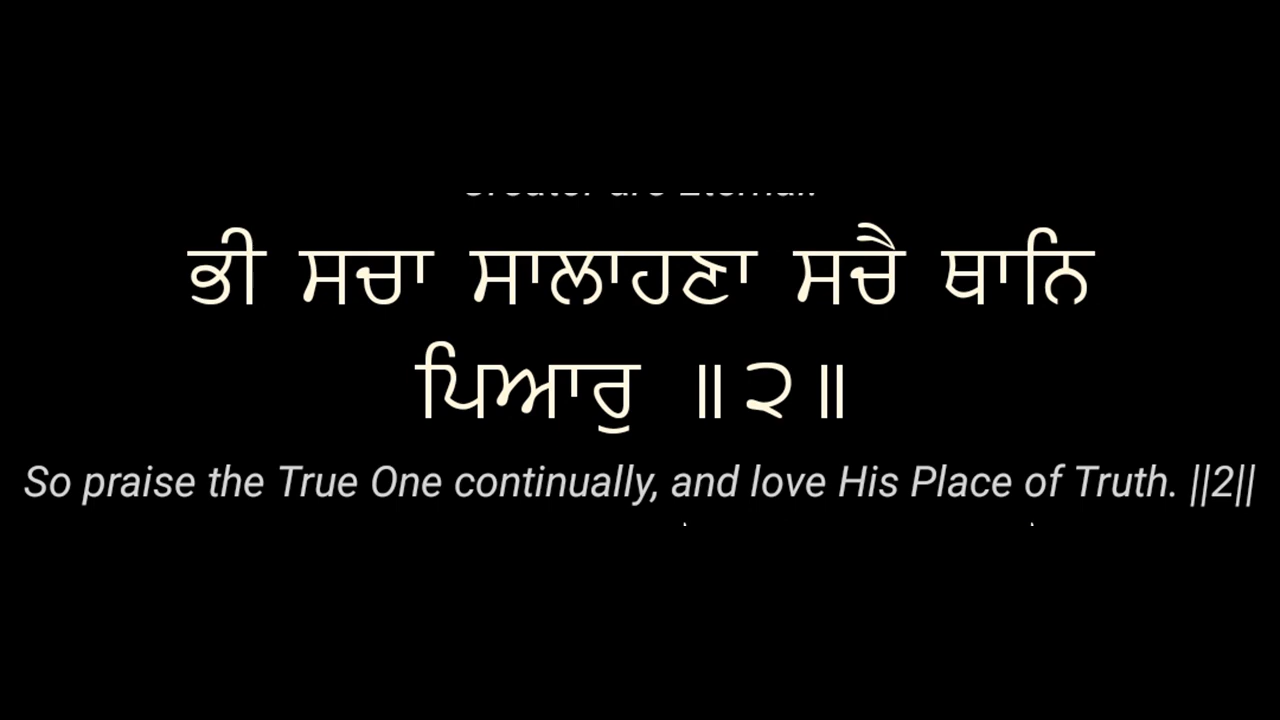 ਭੀ ਸਚਾ ਸਾਲਾਹਣਾ ਸਚੈ ਥਾਨਿ
ਪਿਆਰੁ ॥੨॥
So praise the True One continually, and love His Place of Truth. ||2||